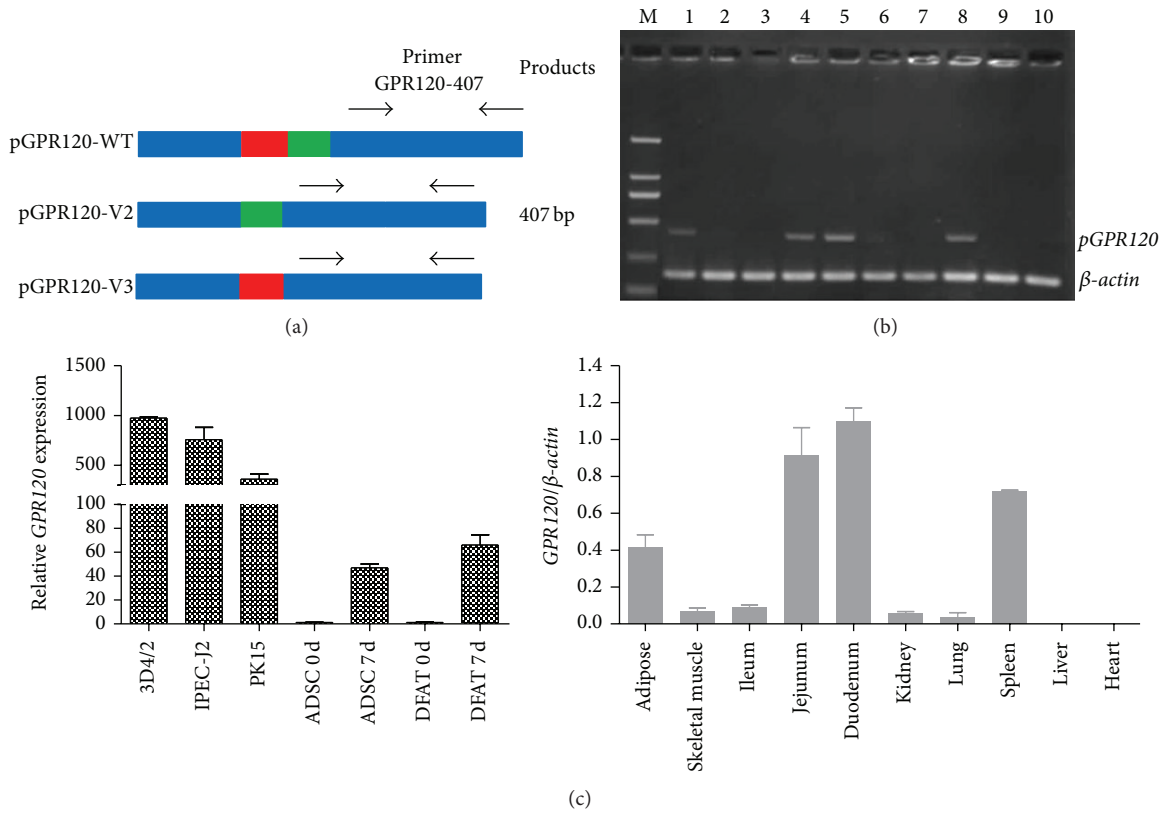 Primer
GPR120-407
Products
pGPR120-WT
pGPR120-V2
407 bp
pGPR120-V3
(a)
M 1 2 3 4 5 6 7 8 9 10
pGPR120
β-actin
(b)
Relative GPR120 expression
1500
1000
500
100
80
60
40
20
0
3D4/2
IPEC-J2
PK15
ADSC 0 d
ADSC 7 d
DFAT 0 d
DFAT 7 d
GPR120/β-actin
1.4
1.2
1.0
0.8
0.6
0.4
0.2
0.0
Adipose
Skeletal muscle
Ileum
Jejunum
Duodenum
Kidney
Lung
Spleen
Liver
Heart
(c)